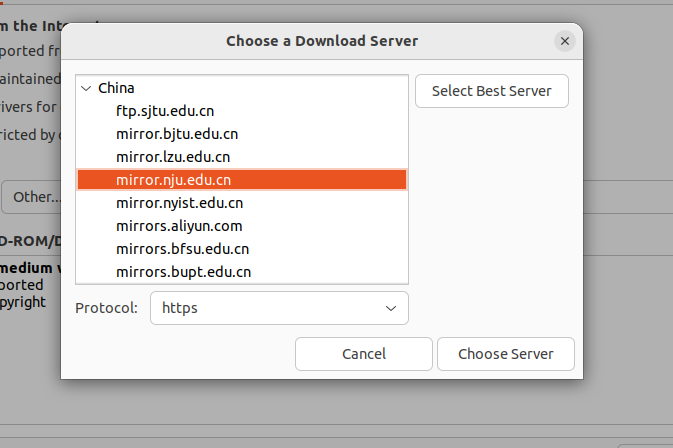 m the Inter
Choose a Download Server
ported fr
China
Select Best Server
aintained
ftp.sjtu.edu.cn
ivers for
mirror.bjtu.edu.cn
ricted by
mirror.lzu.edu.cn
mirror.nju.edu.cn
Other...
mirror.nyist.edu.cn
mirrors.aliyun.com
D-ROM/D
mirrors.bfsu.edu.cn
medium w
mirrors.bupt.edu.cn
ported
pyright
Protocol:
https
Cancel
Choose Server